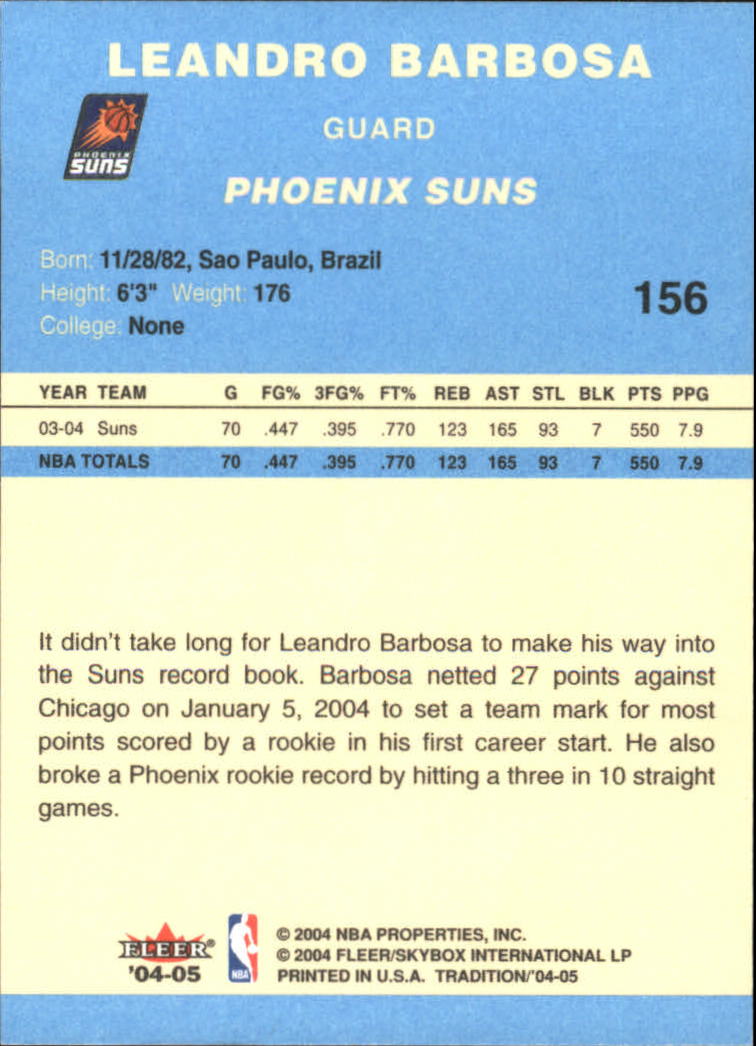 LEANDRO BARBOSA
GUARD
PHOENIX
SUNS
PHOENIX SUNS
Born: 11/28/82, Sao Paulo, Brazil
Height: 6'3" Weight: 176
156
College: None
YEAR TEAM G FG% 3FG% FT% REB AST STL BLK PTS PPG
03-04 Suns 70 .447 .395 .770 123 165 93 7 550 7.9
NBA TOTALS 70 .447 .395 .770 123 165 93 7 550 7.9
It didn't take long for Leandro Barbosa to make his way into
the Suns record book. Barbosa netted 27 points against
Chicago on January 5, 2004 to set a team mark for most
points scored by a rookie in his first career start. He also
broke a Phoenix rookie record by hitting a three in 10 straight
games.
FLEER®
'04-05
NBA
© 2004 NBA PROPERTIES, INC.
© 2004 FLEER/SKYBOX INTERNATIONAL LP
PRINTED IN U.S.A. TRADITION/'04-05